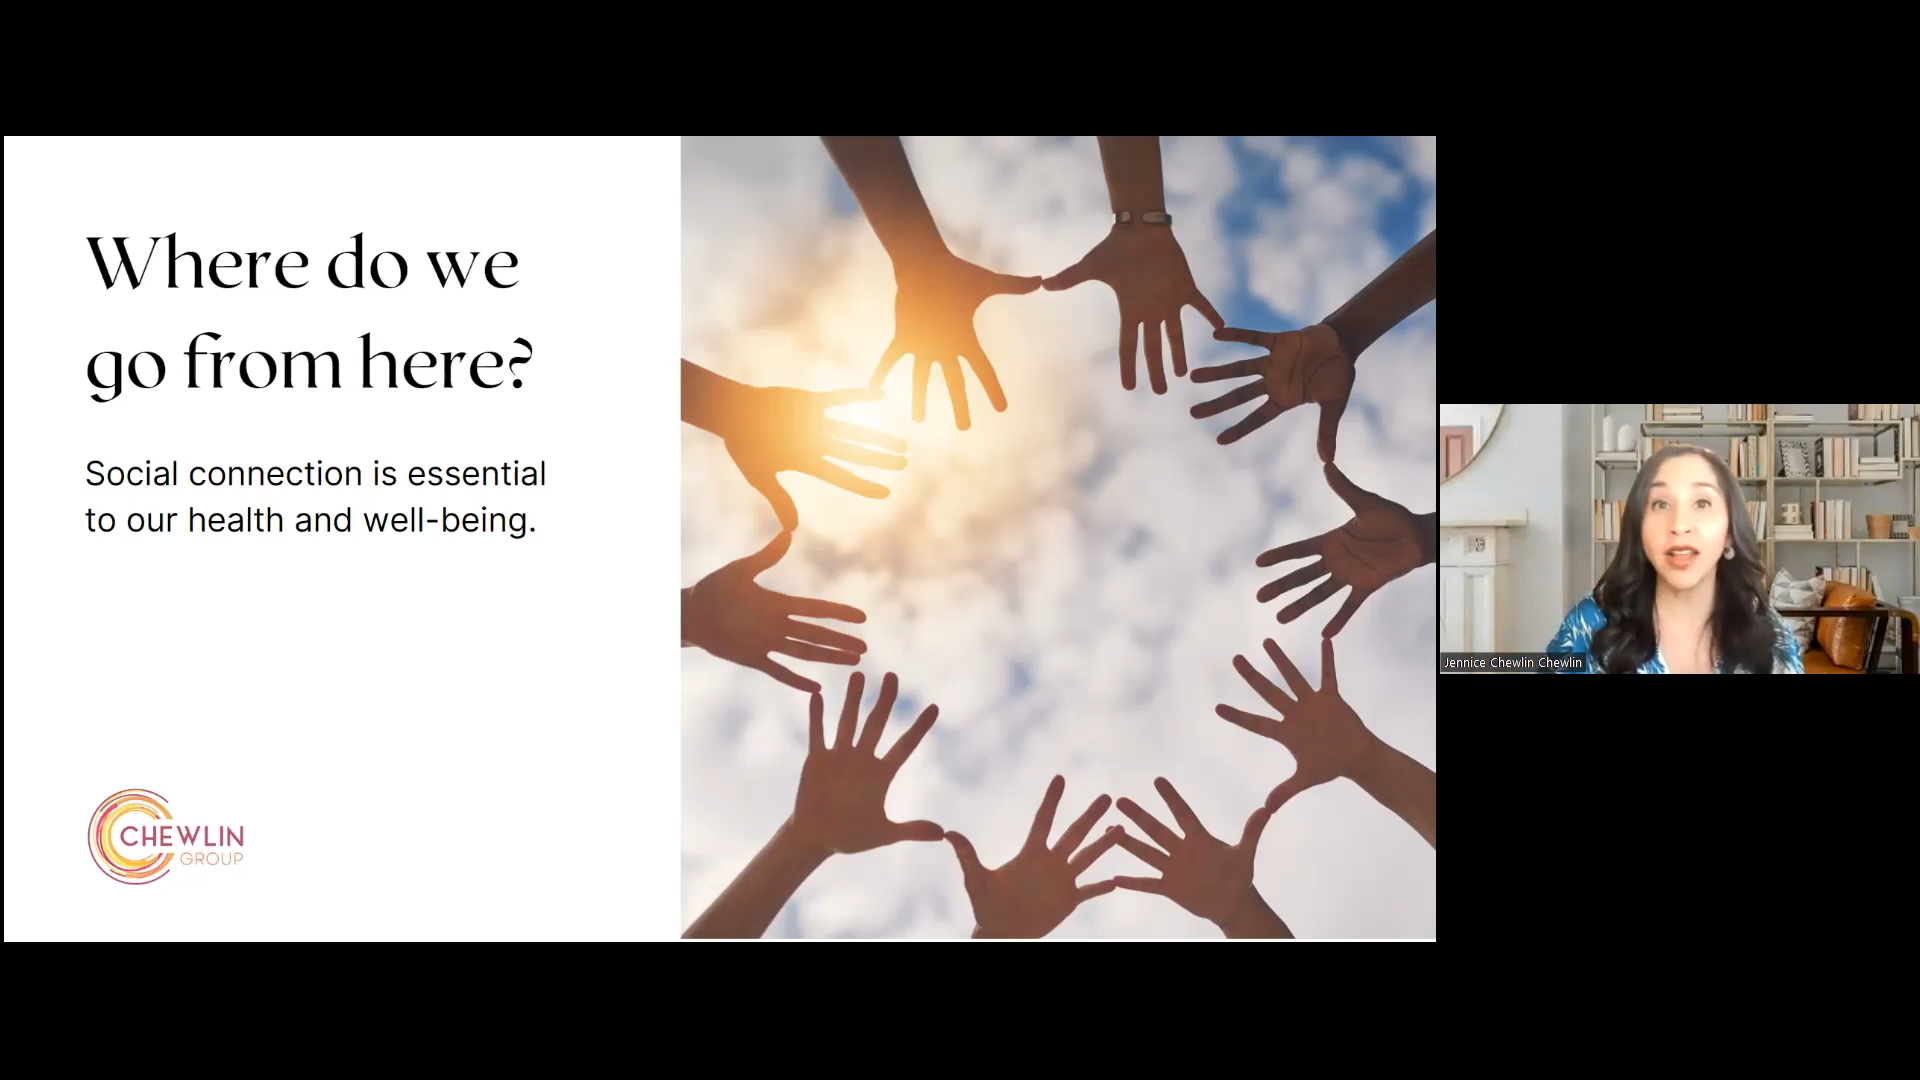 Where do we
go from here?
Social connection is essential
to our health and well-being.
CHEWLIN
GROUP
Jennice Chewlin Chewlin